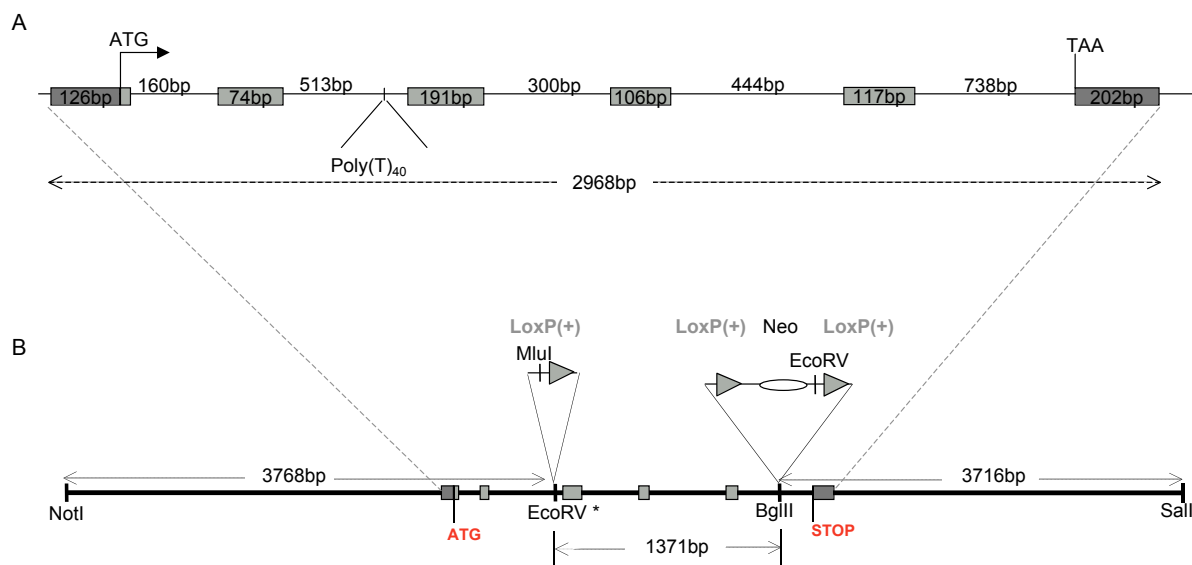 A
ATG
TAA
160bp
513bp
300bp
444bp
738bp
126bp
74bp
191bp
106bp
117bp
202bp
Poly(T)40
2968bp
LoxP(+)
LoxP(+) Neo LoxP(+)
B
MluI
EcoRV
3768bp
3716bp
NotI
EcoRV *
BglII
SalI
ATG
STOP
1371bp